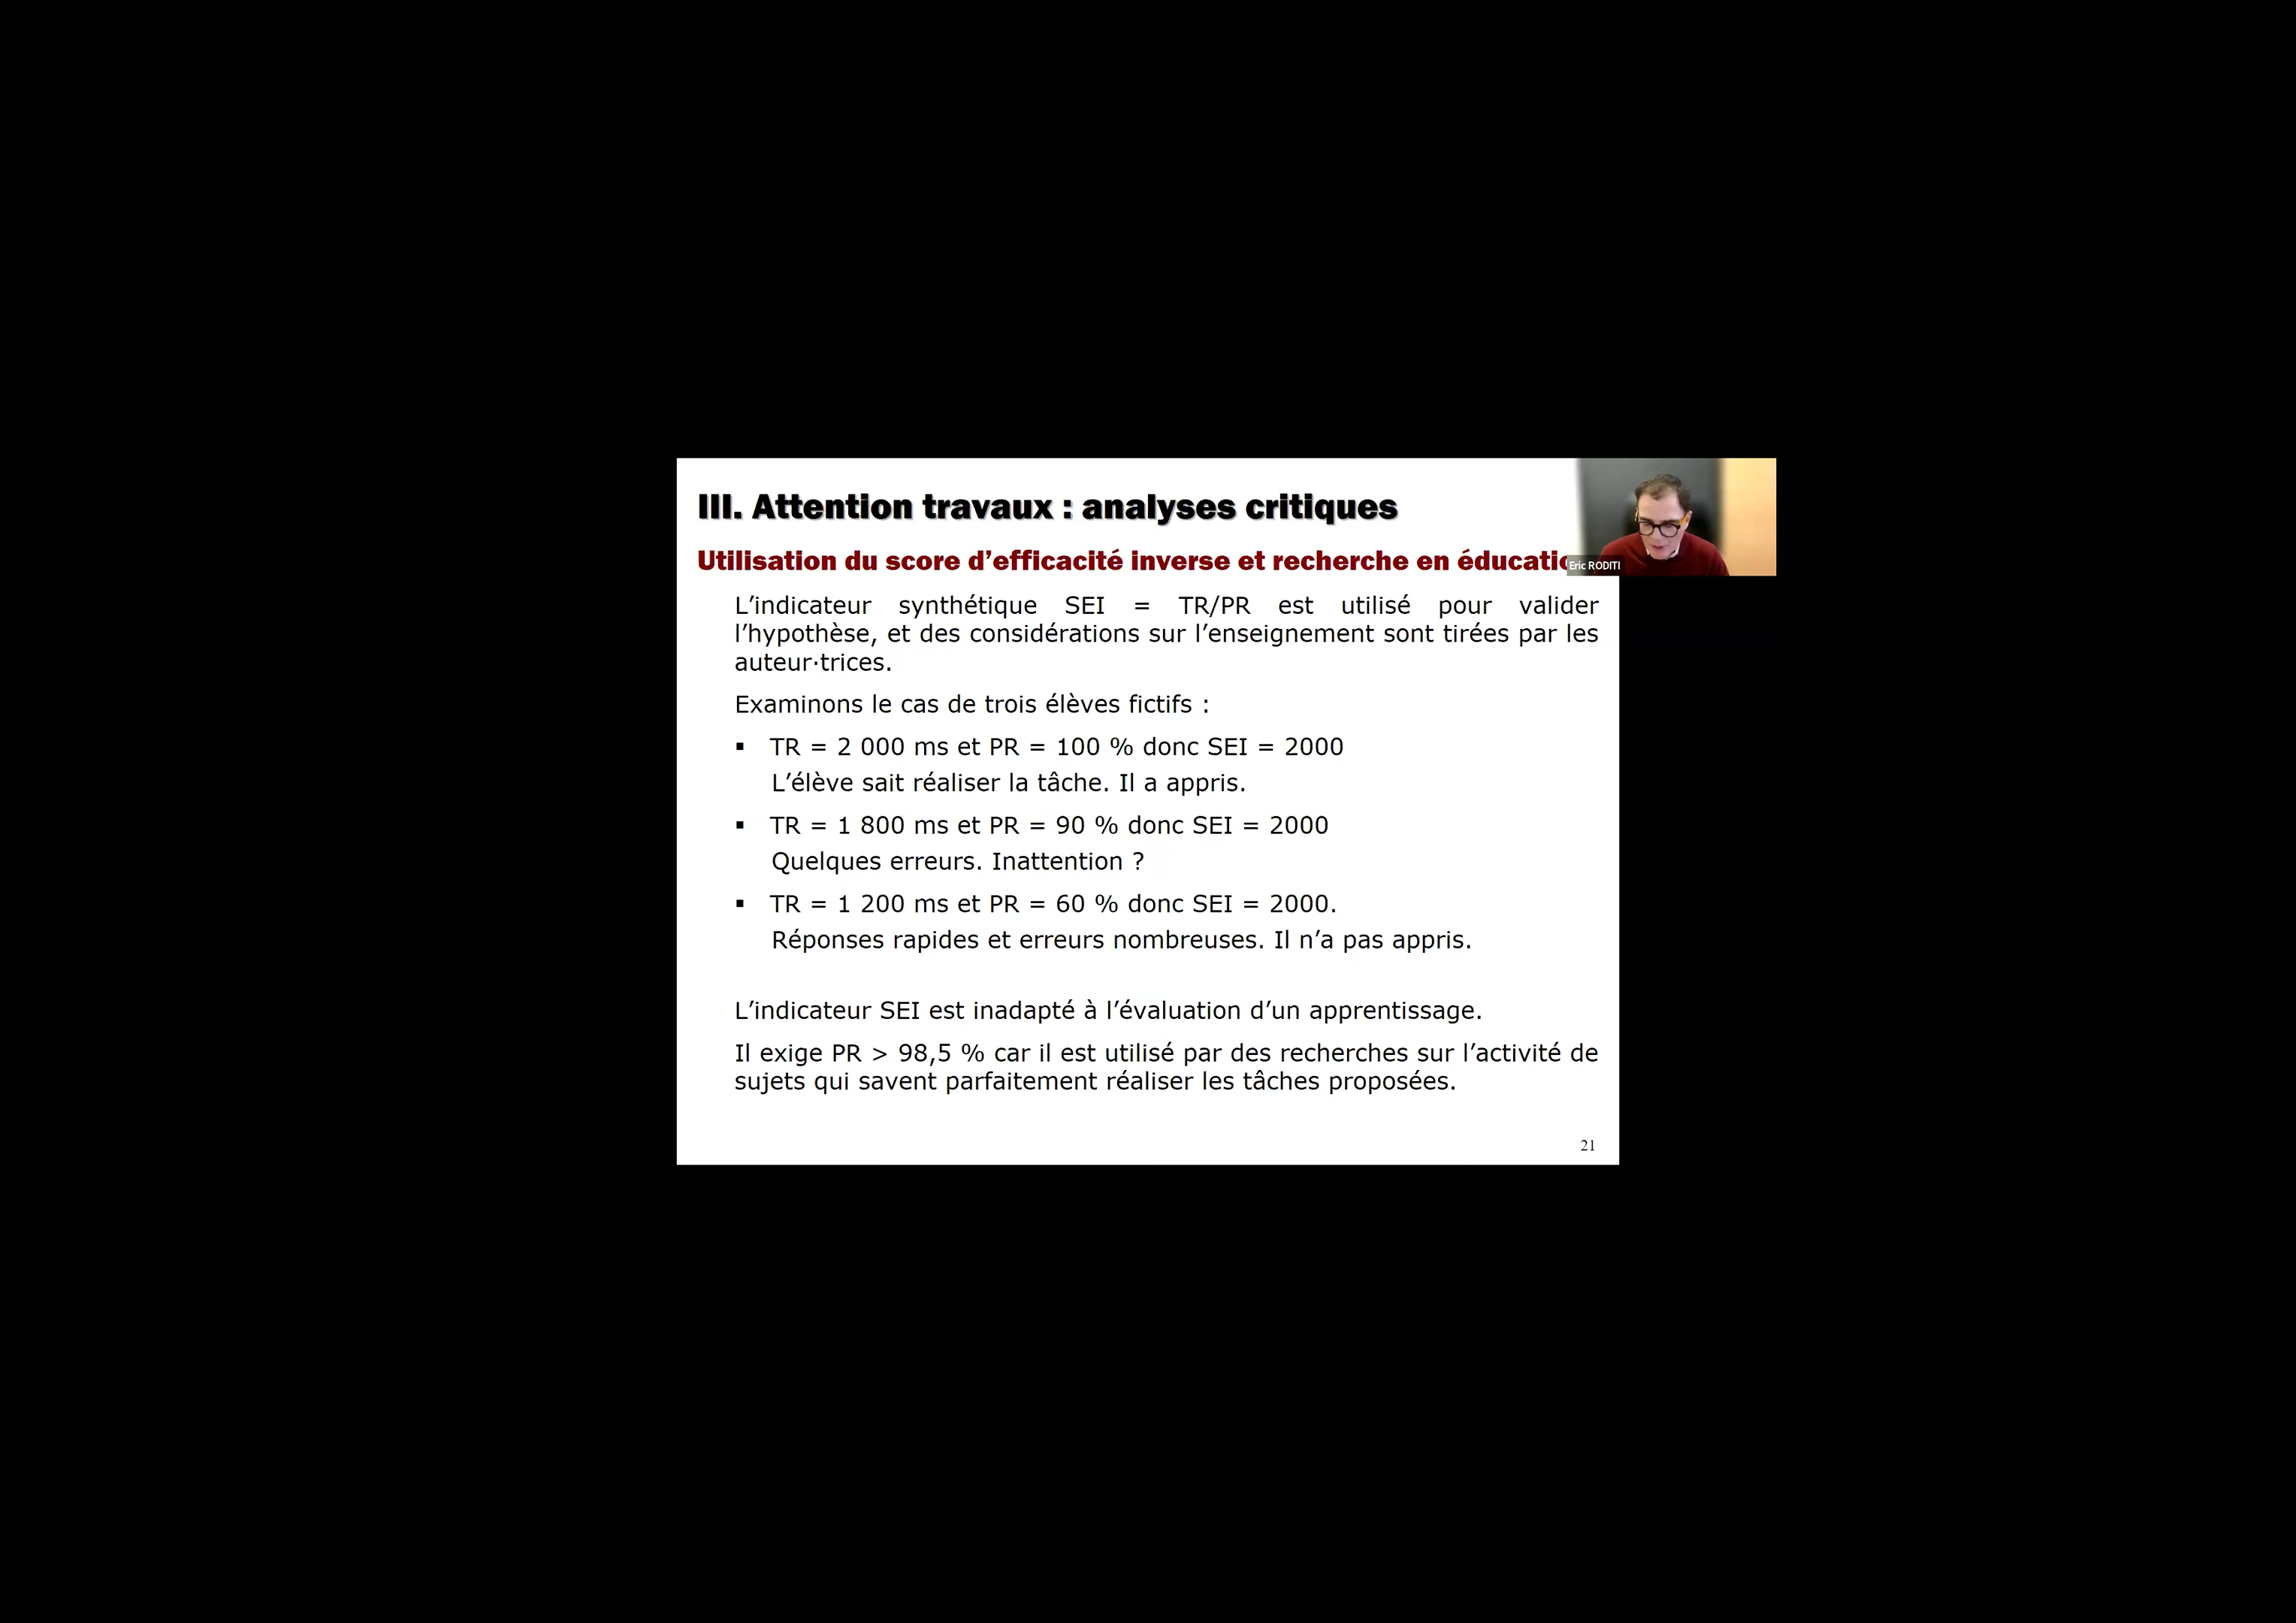 III. Attention travaux : analyses critiques
Utilisation du score d’efficacité inverse et recherche en éducatio
Eric RODITI
L’indicateur synthétique SEI = TR/PR est utilisé pour valider
l’hypothèse, et des considérations sur l’enseignement sont tirées par les
auteur·trices.
Examinons le cas de trois élèves fictifs :
▪ TR = 2 000 ms et PR = 100 % donc SEI = 2000
L’élève sait réaliser la tâche. Il a appris.
▪ TR = 1 800 ms et PR = 90 % donc SEI = 2000
Quelques erreurs. Inattention ?
▪ TR = 1 200 ms et PR = 60 % donc SEI = 2000.
Réponses rapides et erreurs nombreuses. Il n’a pas appris.
L’indicateur SEI est inadapté à l’évaluation d’un apprentissage.
Il exige PR > 98,5 % car il est utilisé par des recherches sur l’activité de
sujets qui savent parfaitement réaliser les tâches proposées.
21